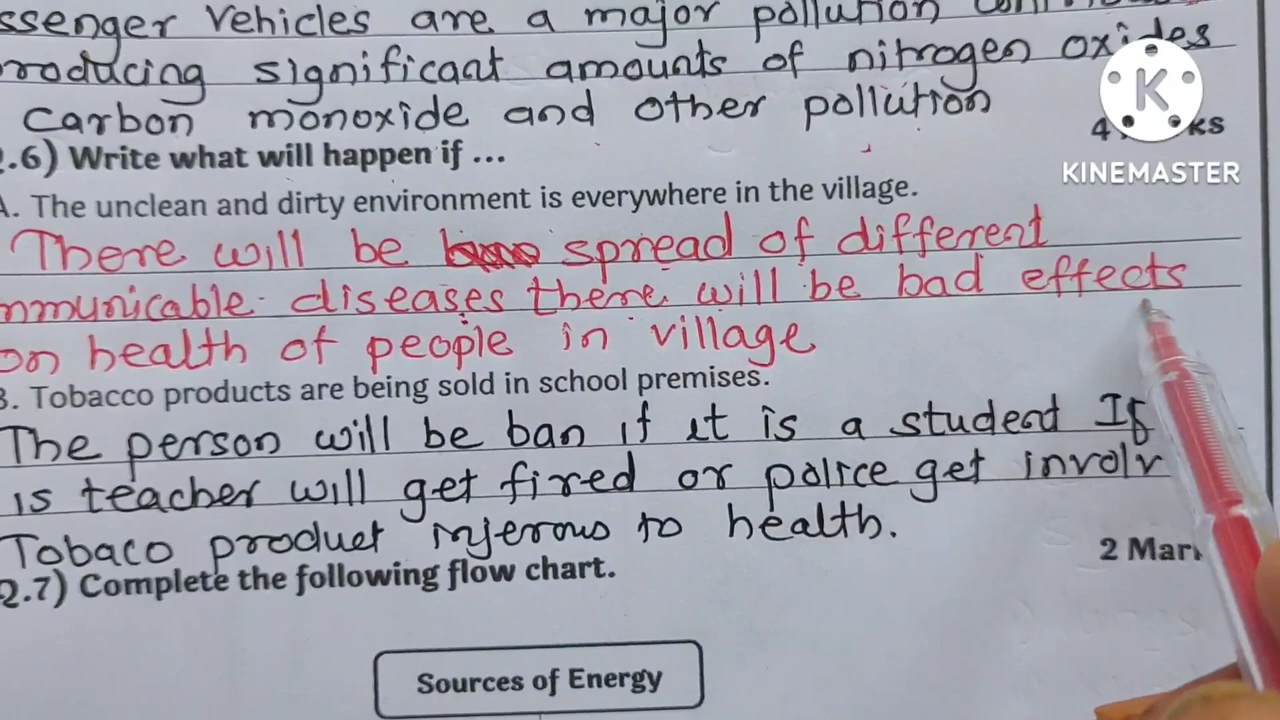 ssenger vehicles are a major pollution
roducing significant amounts of nitrogen oxides
carbon monoxide and other pollution
4
ks
K
KINEMASTER
2.6) Write what will happen if ...
A. The unclean and dirty environment is everywhere in the village.
There will be spread of different
mmunicable diseases there will be bad effects
on health of people in village
B. Tobacco products are being sold in school premises.
The person will be ban if it is a student If
is teacher will get fired or police get involv
Tobaco product injerous to health.
2 Mar
2.7) Complete the following flow chart.
Sources of Energy